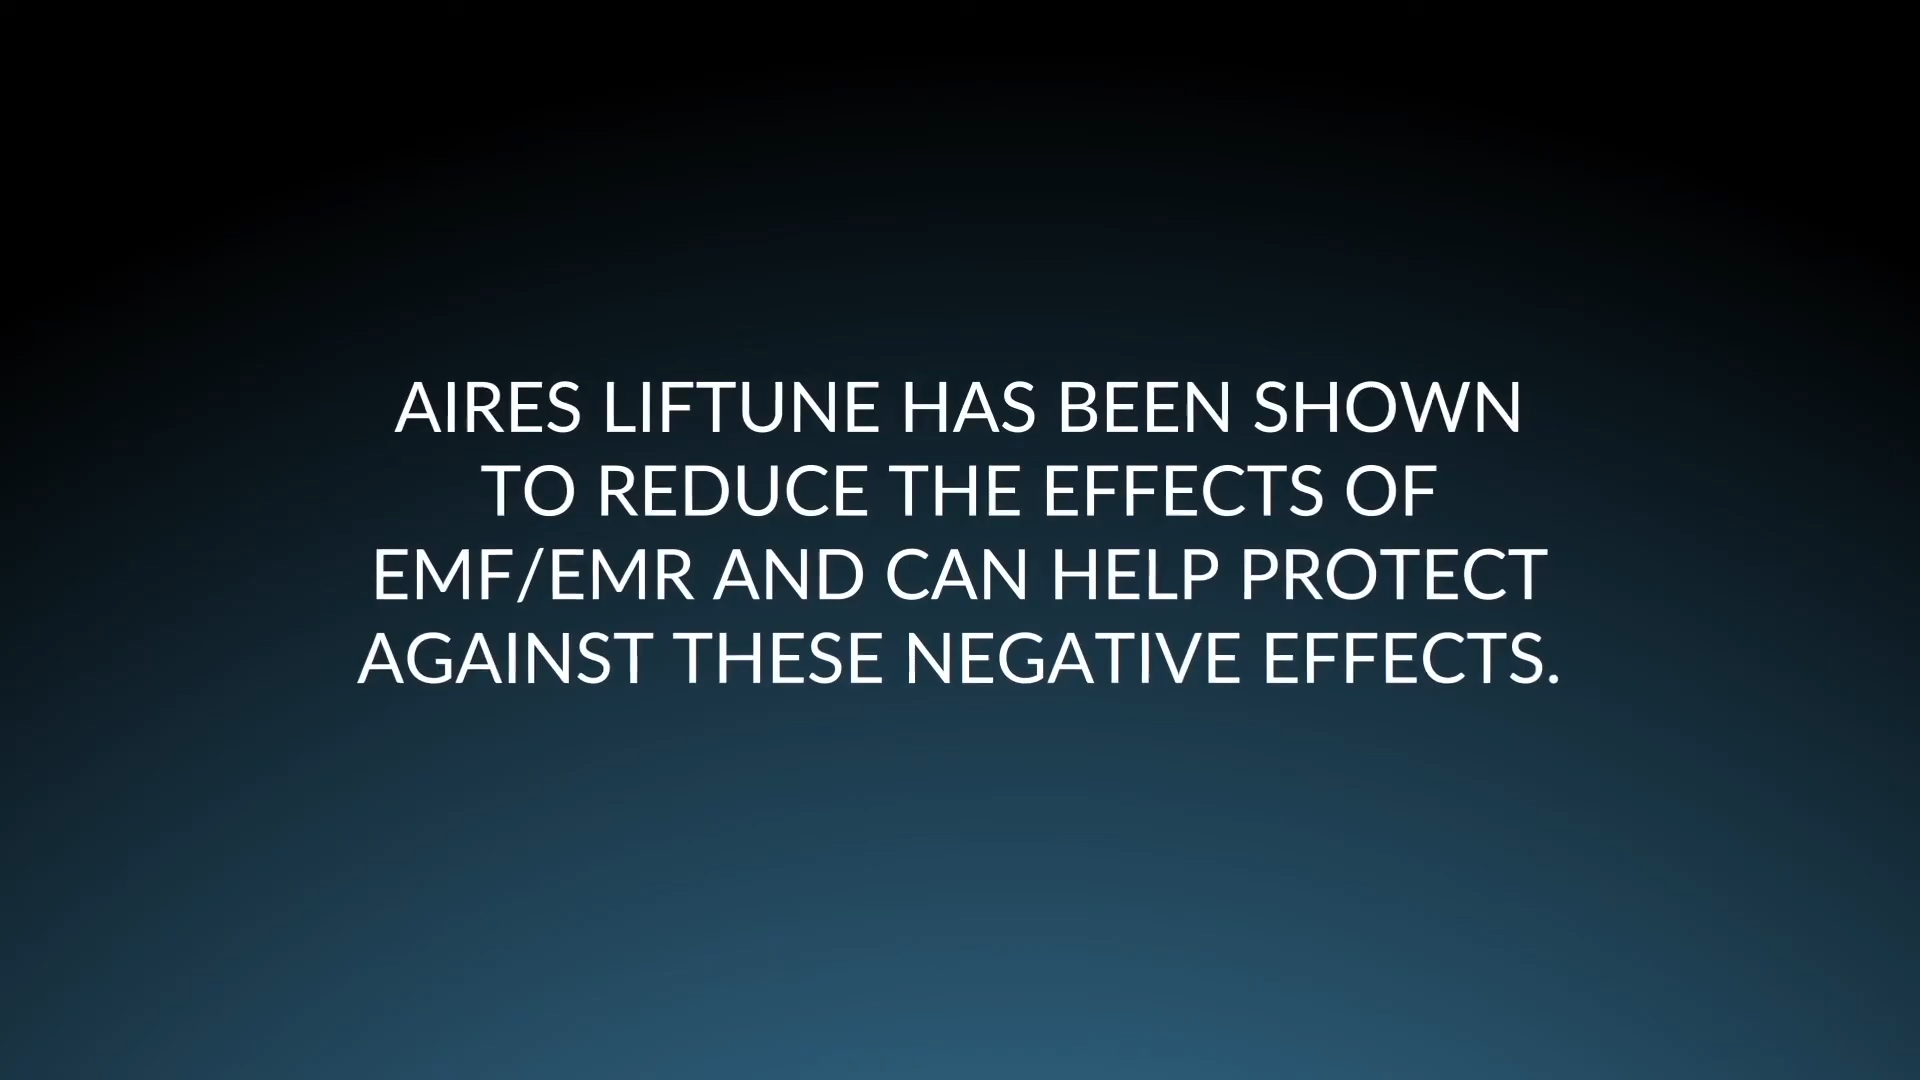 AIRES LIFTUNE HAS BEEN SHOWN
TO REDUCE THE EFFECTS OF
EMF/EMR AND CAN HELP PROTECT
AGAINST THESE NEGATIVE EFFECTS.